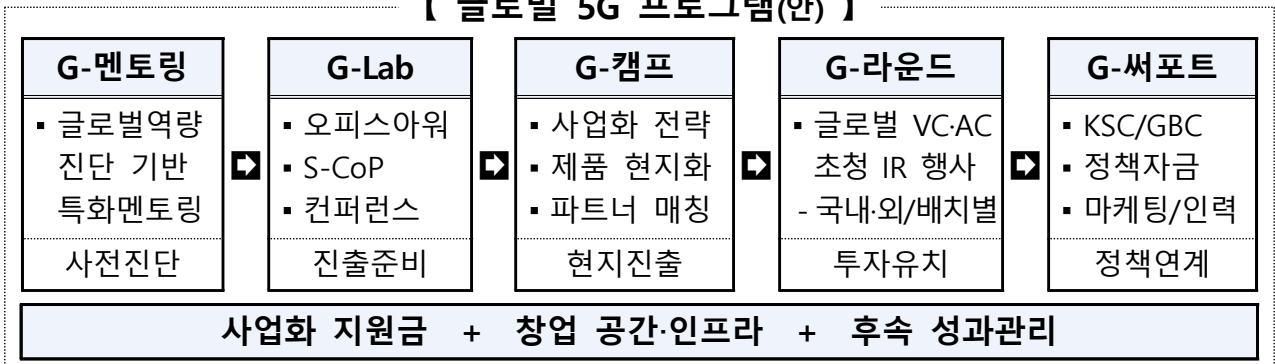 【 글로벌 5G 프로그램(안) 】
G-멘토링
▪ 글로벌역량
진단 기반
특화멘토링
사전진단
G-Lab
▪ 오피스아워
▪ S-CoP
▪ 컨퍼런스
진출준비
G-캠프
▪ 사업화 전략
▪ 제품 현지화
▪ 파트너 매칭
현지진출
G-라운드
▪ 글로벌 VC·AC
초청 IR 행사
- 국내·외/배치별
투자유치
G-써포트
▪ KSC/GBC
▪ 정책자금
▪ 마케팅/인력
정책연계
사업화 지원금 + 창업 공간·인프라 + 후속 성과관리